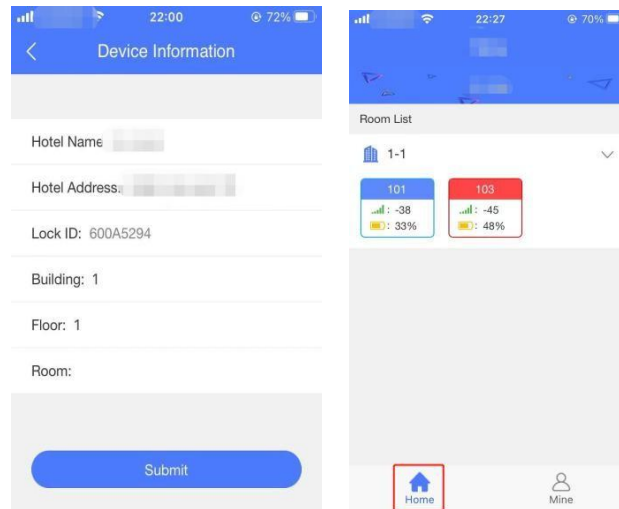 22:00
72%
Device Information
Hotel Name
Hotel Address:
Lock ID: 600A5294
Building: 1
Floor: 1
Room:
Submit
22:27
70%
Room List
1-1
101
103
: -38
: -45
: 33%
: 48%
Home
Mine